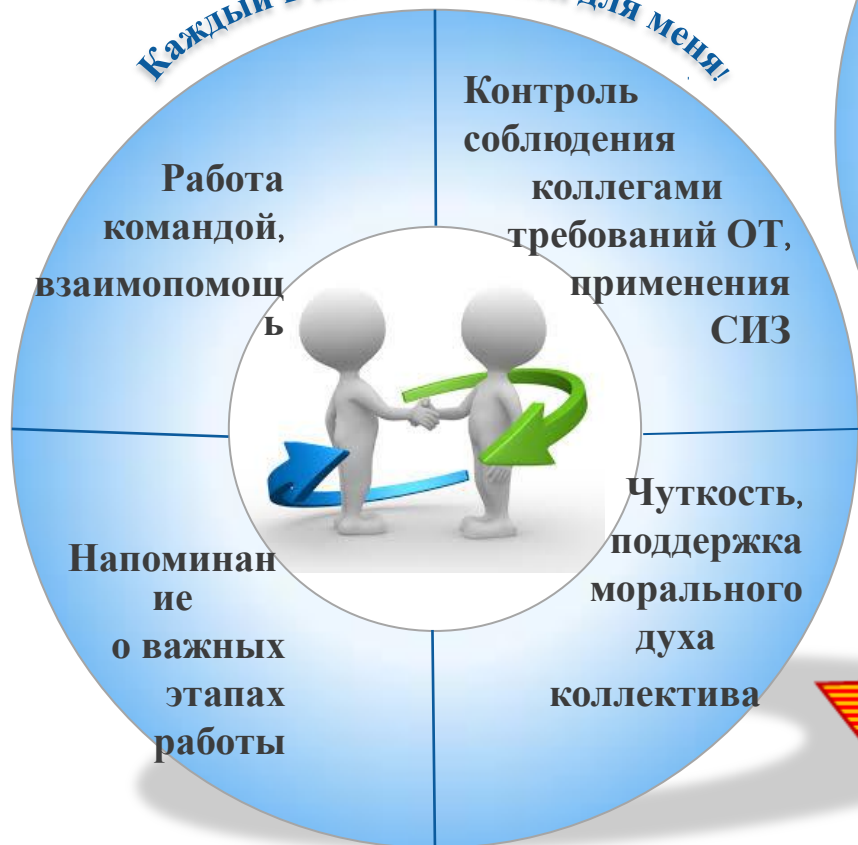 Каждый
для меня!
Работа
командой,
взаимопомощ
ь
Контроль
соблюдения
коллегами
требований ОТ,
применения
СИЗ
Напоминан
ие
о важных
этапах
работы
Чуткость,
поддержка
морального
духа
коллектива